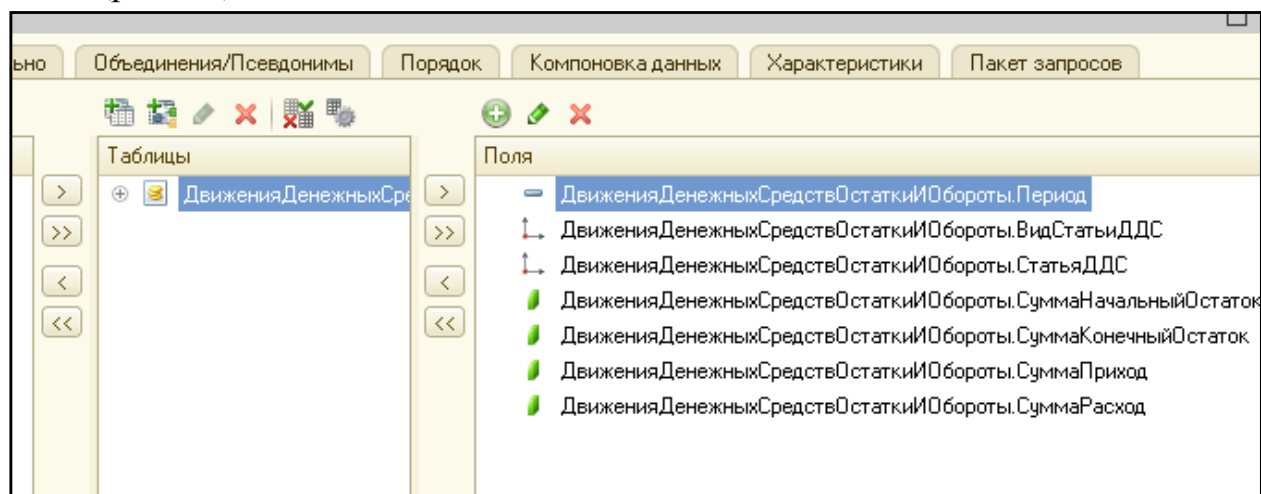 ьно Объединения/Псевдонимы Порядок Компоновка данных Характеристики Пакет запросов
Таблицы Поля
ДвиженияДенежныхСре ДвиженияДенежныхСредствОстаткиИОбороты.Период
ДвиженияДенежныхСредствОстаткиИОбороты.ВидСтатьиДДС
ДвиженияДенежныхСредствОстаткиИОбороты.СтатьяДДС
ДвиженияДенежныхСредствОстаткиИОбороты.СуммаНачальныйОстаток
ДвиженияДенежныхСредствОстаткиИОбороты.СуммаКонечныйОстаток
ДвиженияДенежныхСредствОстаткиИОбороты.СуммаПриход
ДвиженияДенежныхСредствОстаткиИОбороты.СуммаРасход